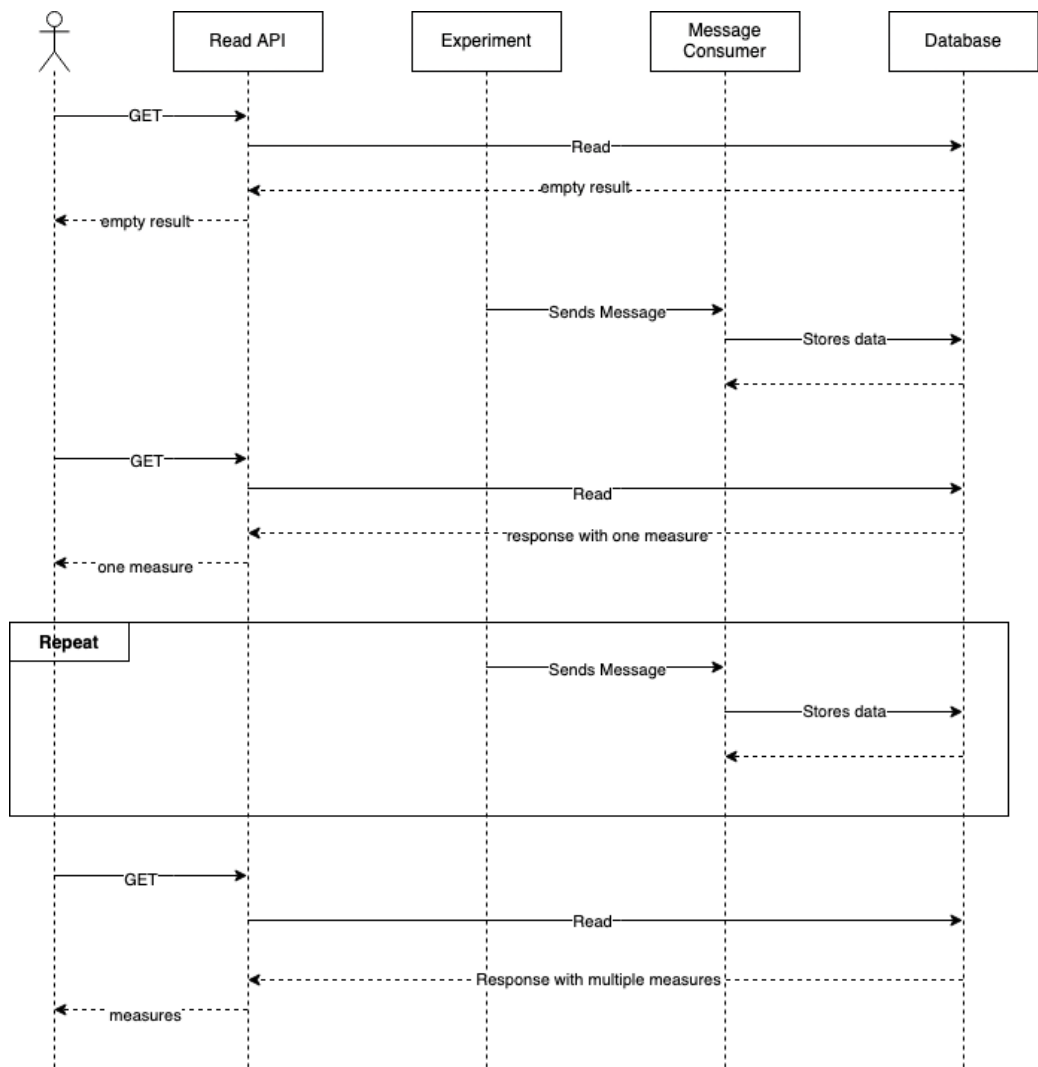 Read API
Experiment
Message
Consumer
Database
GET
Read
empty result
empty result
Sends Message
Stores data
GET
Read
response with one measure
one measure
Repeat
Sends Message
Stores data
GET
Read
Response with multiple measures
measures